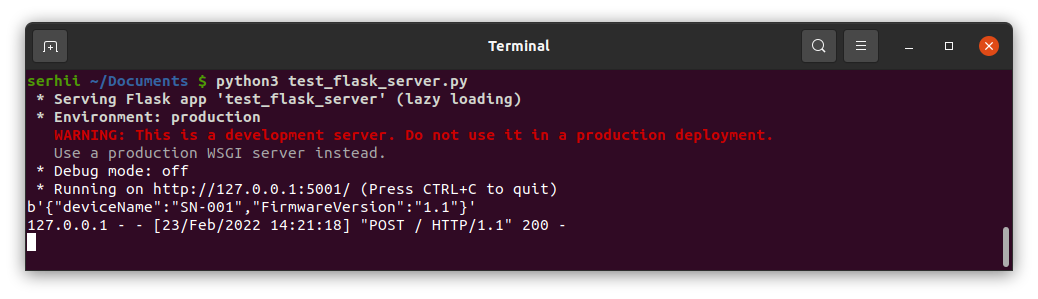 Terminal
serhii ~/Documents $ python3 test_flask_server.py
* Serving Flask app 'test_flask_server' (lazy loading)
* Environment: production
WARNING: This is a development server. Do not use it in a production deployment.
Use a production WSGI server instead.
* Debug mode: off
* Running on http://127.0.0.1:5001/ (Press CTRL+C to quit)
b'{"deviceName":"SN-001","FirmwareVersion":"1.1"}'
127.0.0.1 - - [23/Feb/2022 14:21:18] "POST / HTTP/1.1" 200 -